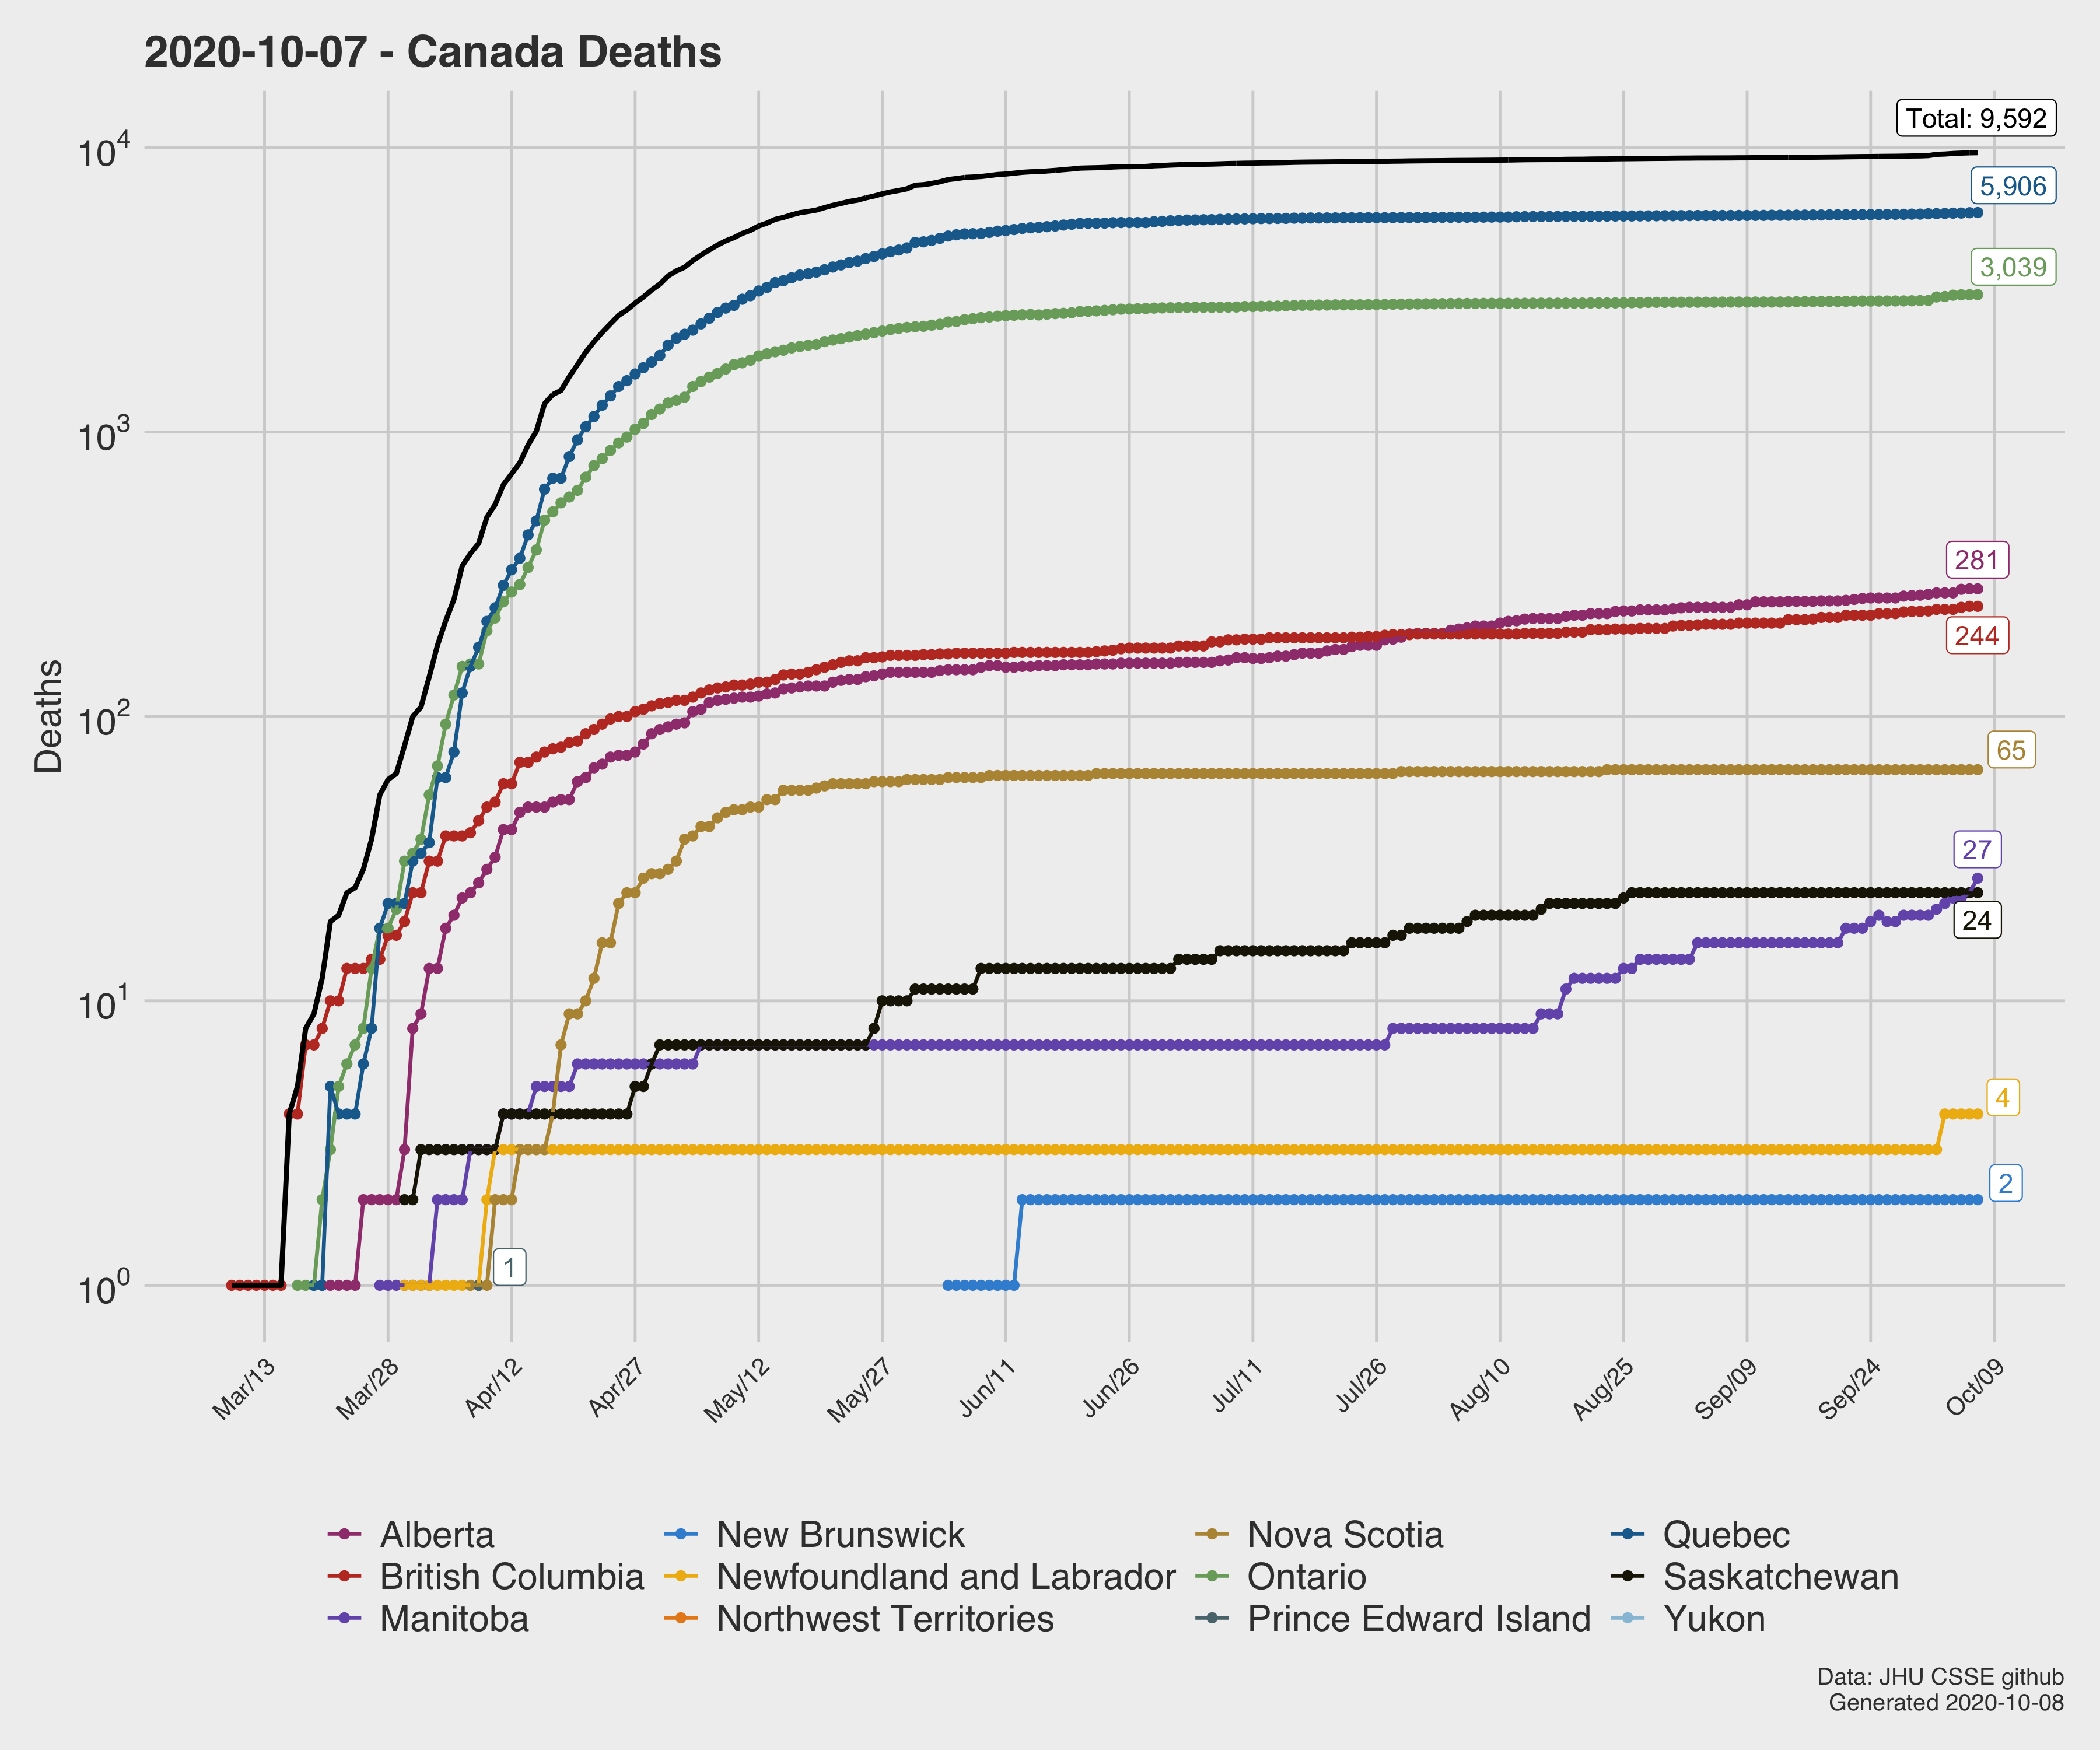 2020-10-07 - Canada Deaths
Total: 9,592
10^4
5,906
3,039
10^3
281
244
10^2
65
27
24
10^1
4
2
1
10^0
Deaths
Mar/13 Mar/28 Apr/12 Apr/27 May/12 May/27 Jun/11 Jun/26 Jul/11 Jul/26 Aug/10 Aug/25 Sep/09 Sep/24 Oct/09
Alberta New Brunswick Nova Scotia Quebec
British Columbia Newfoundland and Labrador Ontario Saskatchewan
Manitoba Northwest Territories Prince Edward Island Yukon
Data: JHU CSSE github
Generated 2020-10-08